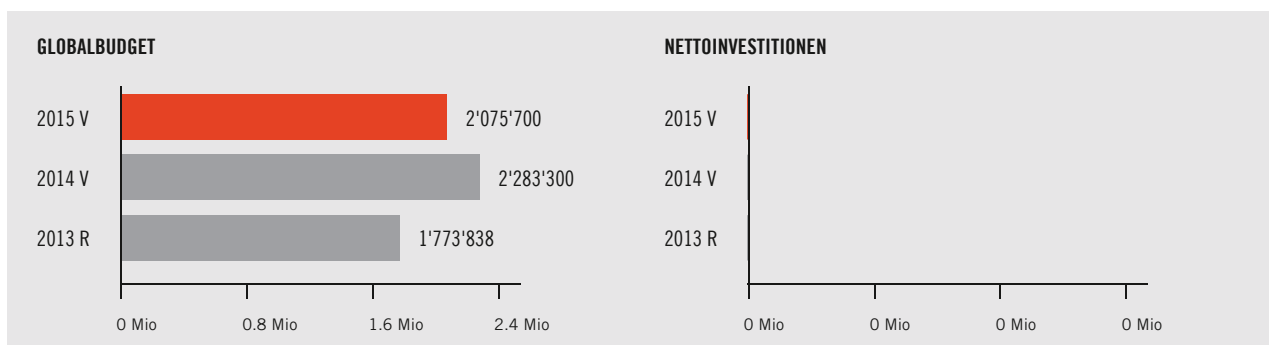 GLOBALBUDGET
2015 V 2'075'700
2014 V 2'283'300
2013 R 1'773'838
0 Mio 0.8 Mio 1.6 Mio 2.4 Mio
NETTOINVESTITIONEN
2015 V
2014 V
2013 R
0 Mio 0 Mio 0 Mio 0 Mio